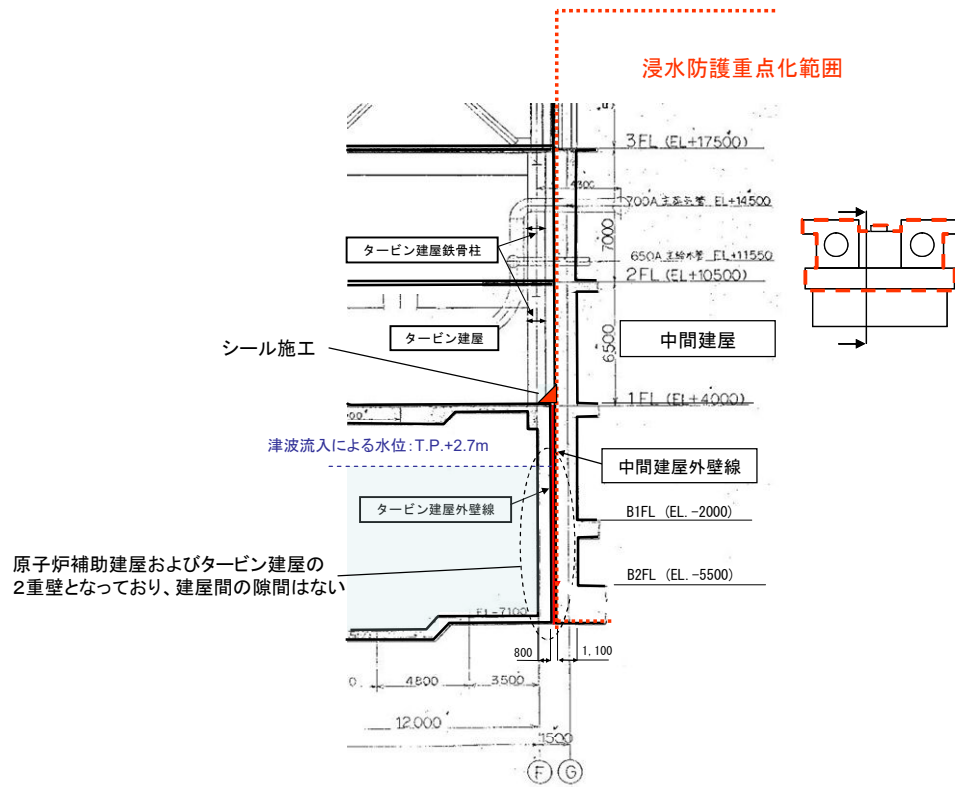 浸水防護重点化範囲
3FL (EL+17500)
4300
700A 主蒸気管 EL+14.500
7000
タービン建屋鉄骨柱
650A 主給水管 EL+11550
2FL (EL+10500)
タービン建屋
中間建屋
6500
シール施工
1FL (EL+4000)
津波流入による水位:T.P.+2.7m
中間建屋外壁線
タービン建屋外壁線
B1FL (EL.-2000)
原子炉補助建屋およびタービン建屋の
2重壁となっており、建屋間の隙間はない
B2FL (EL.-5500)
EL-7100
800
1,100
4.800
3.500
12.000
1500
F
G